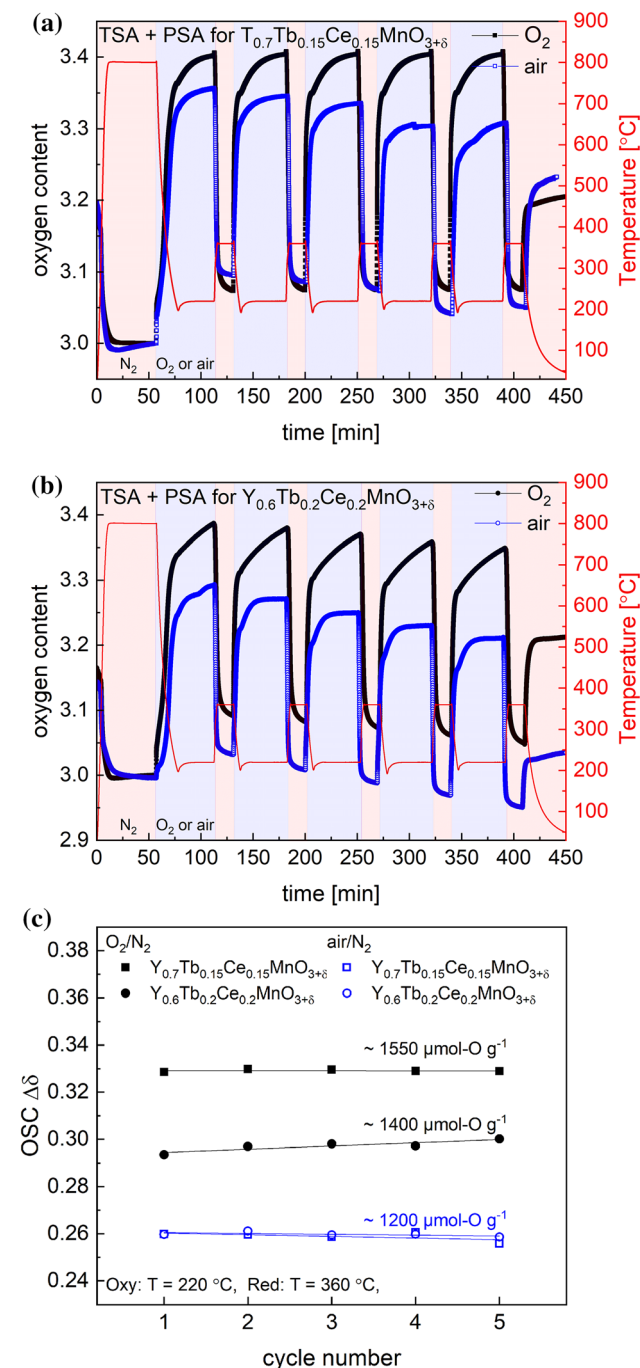 (a)
TSA + PSA for T₀.₇Tb₀.₁₅Ce₀.₁₅MnO₃₊δ
O₂
air
3.4
3.3
3.2
3.1
3.0
oxygen content
900
800
700
600
500
400
300
200
100
Temperature [°C]
N₂ O₂ or air
0 50 100 150 200 250 300 350 400 450
time [min]
(b)
TSA + PSA for Y₀.₆Tb₀.₂Ce₀.₂MnO₃₊δ
O₂
air
3.4
3.3
3.2
3.1
3.0
2.9
oxygen content
900
800
700
600
500
400
300
200
100
Temperature [°C]
N₂ O₂ or air
0 50 100 150 200 250 300 350 400 450
time [min]
(c)
O₂/N₂ air/N₂
Y₀.₇Tb₀.₁₅Ce₀.₁₅MnO₃₊δ Y₀.₇Tb₀.₁₅Ce₀.₁₅MnO₃₊δ
Y₀.₆Tb₀.₂Ce₀.₂MnO₃₊δ Y₀.₆Tb₀.₂Ce₀.₂MnO₃₊δ
0.38
0.36
0.34
0.32
0.30
0.28
0.26
0.24
OSC Δδ
~ 1550 µmol-O g⁻¹
~ 1400 µmol-O g⁻¹
~ 1200 µmol-O g⁻¹
Oxy: T = 220 °C, Red: T = 360 °C,
1 2 3 4 5
cycle number